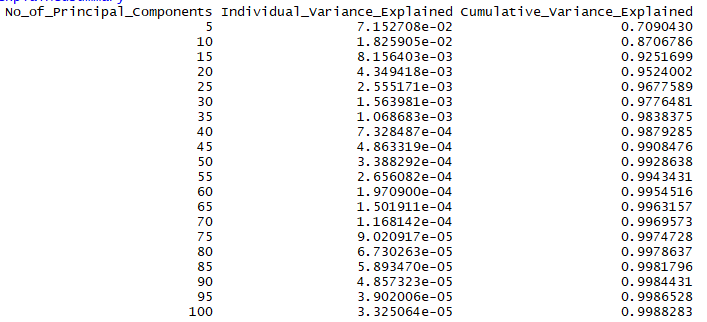 No_of_Principal_Components Individual_Variance_Explained Cumulative_Variance_Explained
5 7.152708e-02 0.7090430
10 1.825905e-02 0.8706786
15 8.156403e-03 0.9251699
20 4.349418e-03 0.9524002
25 2.555171e-03 0.9677589
30 1.563981e-03 0.9776481
35 1.068683e-03 0.9838375
40 7.328487e-04 0.9879285
45 4.863319e-04 0.9908476
50 3.388292e-04 0.9928638
55 2.656082e-04 0.9943431
60 1.970900e-04 0.9954516
65 1.501911e-04 0.9963157
70 1.168142e-04 0.9969573
75 9.020917e-05 0.9974728
80 6.730263e-05 0.9978637
85 5.893470e-05 0.9981796
90 4.857323e-05 0.9984431
95 3.902006e-05 0.9986528
100 3.325064e-05 0.9988283